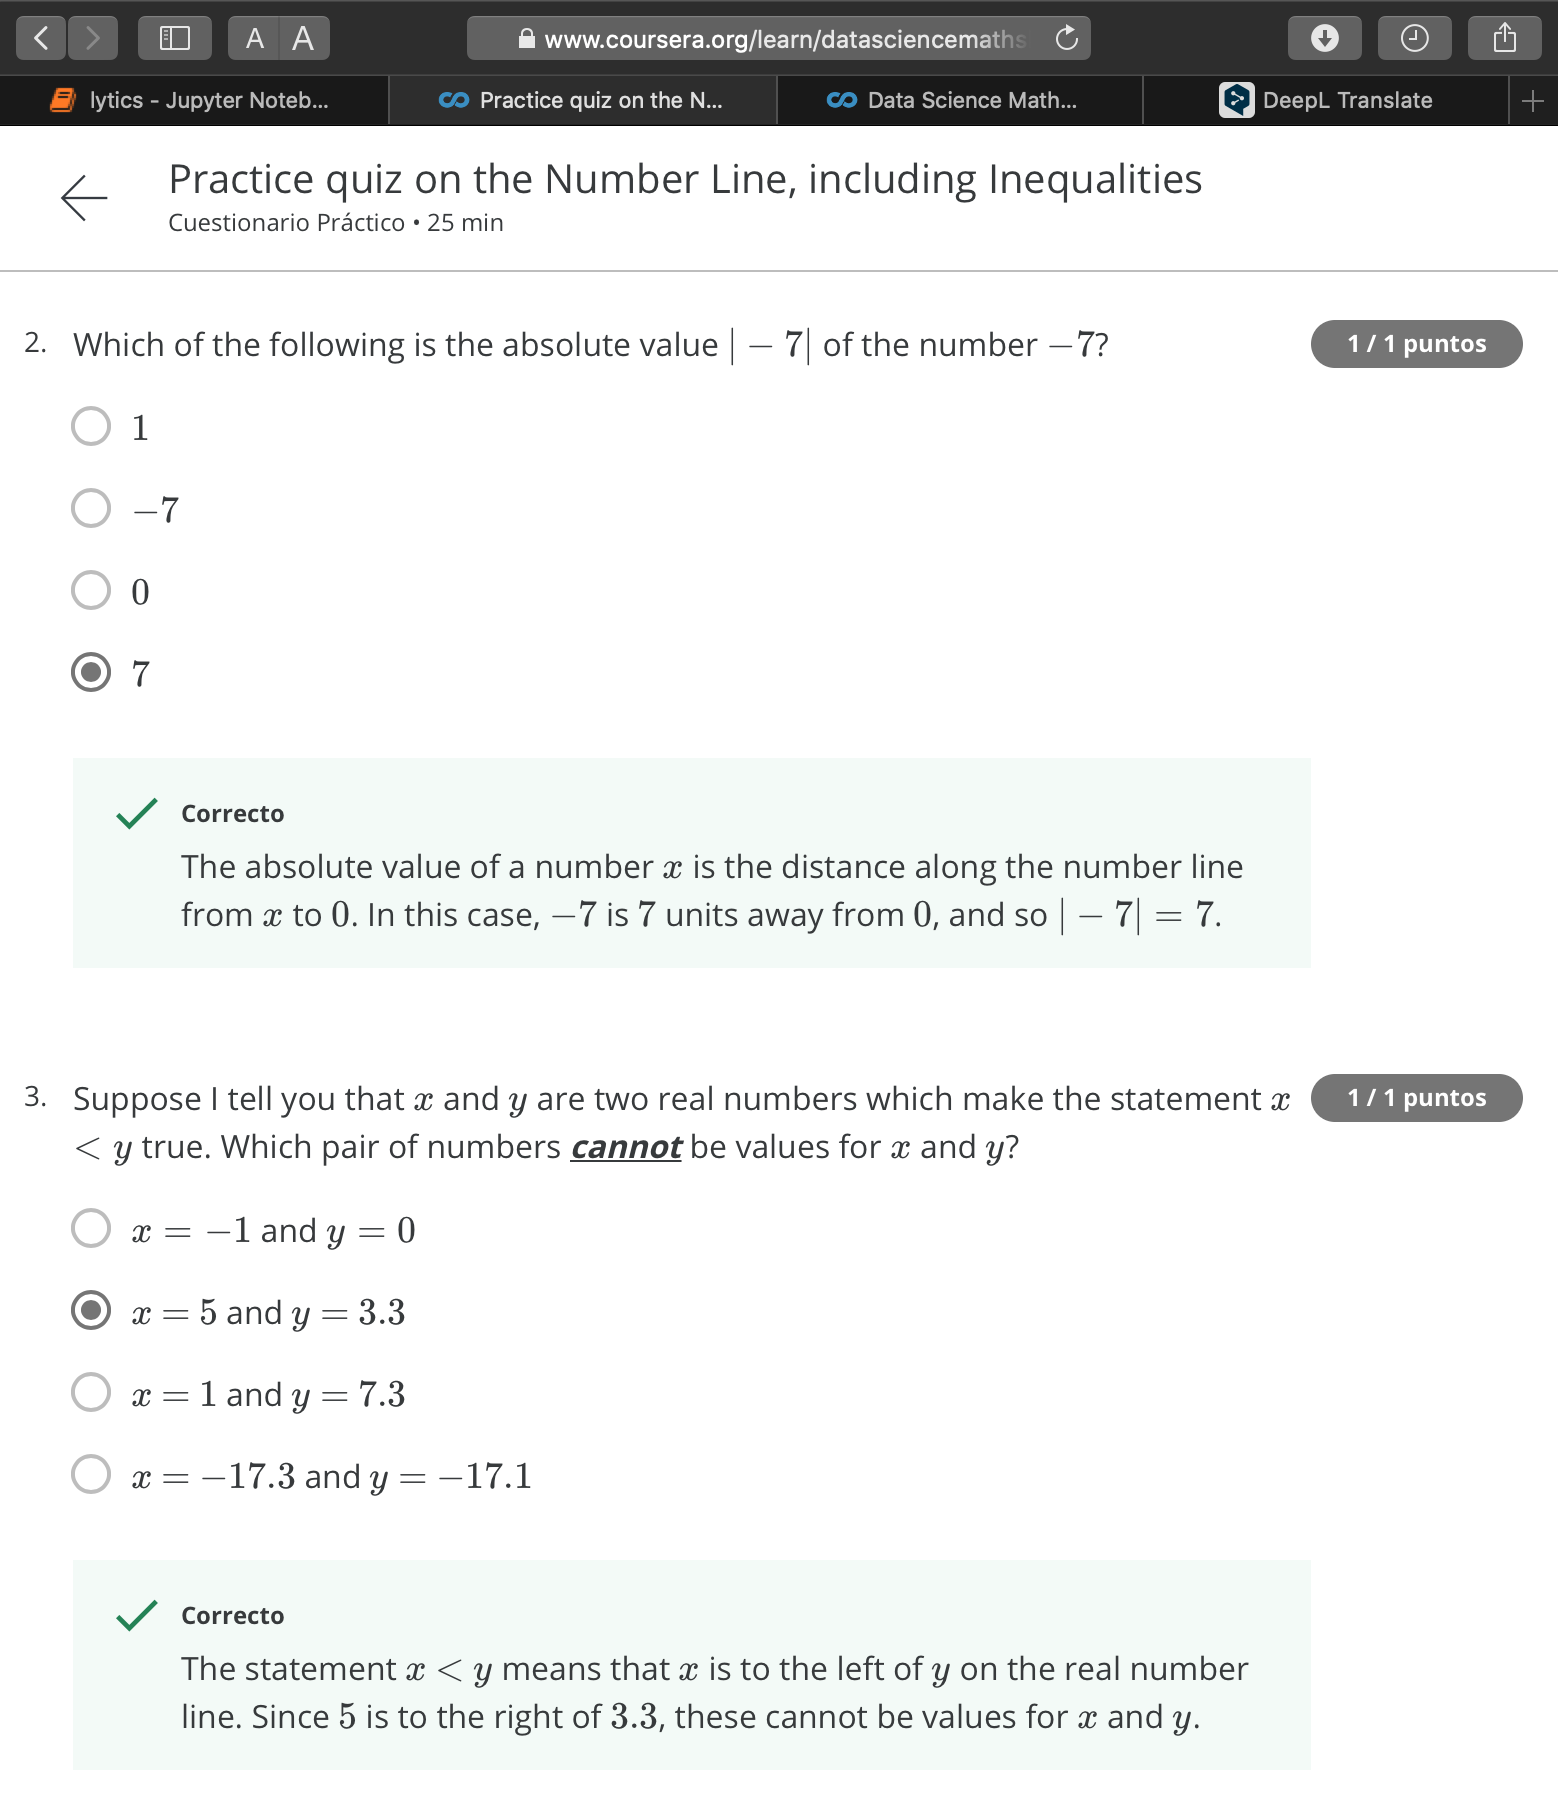 A A
www.coursera.org/learn/datasciencemaths
lytics - Jupyter Noteb...
Practice quiz on the N...
Data Science Math...
DeepL Translate
Practice quiz on the Number Line, including Inequalities
Cuestionario Práctico • 25 min
2. Which of the following is the absolute value | − 7| of the number −7?
1 / 1 puntos
1
−7
0
7
Correcto
The absolute value of a number x is the distance along the number line
from x to 0. In this case, −7 is 7 units away from 0, and so | − 7| = 7.
3. Suppose I tell you that x and y are two real numbers which make the statement x
1 / 1 puntos
< y true. Which pair of numbers cannot be values for x and y?
x = −1 and y = 0
x = 5 and y = 3.3
x = 1 and y = 7.3
x = −17.3 and y = −17.1
Correcto
The statement x < y means that x is to the left of y on the real number
line. Since 5 is to the right of 3.3, these cannot be values for x and y.